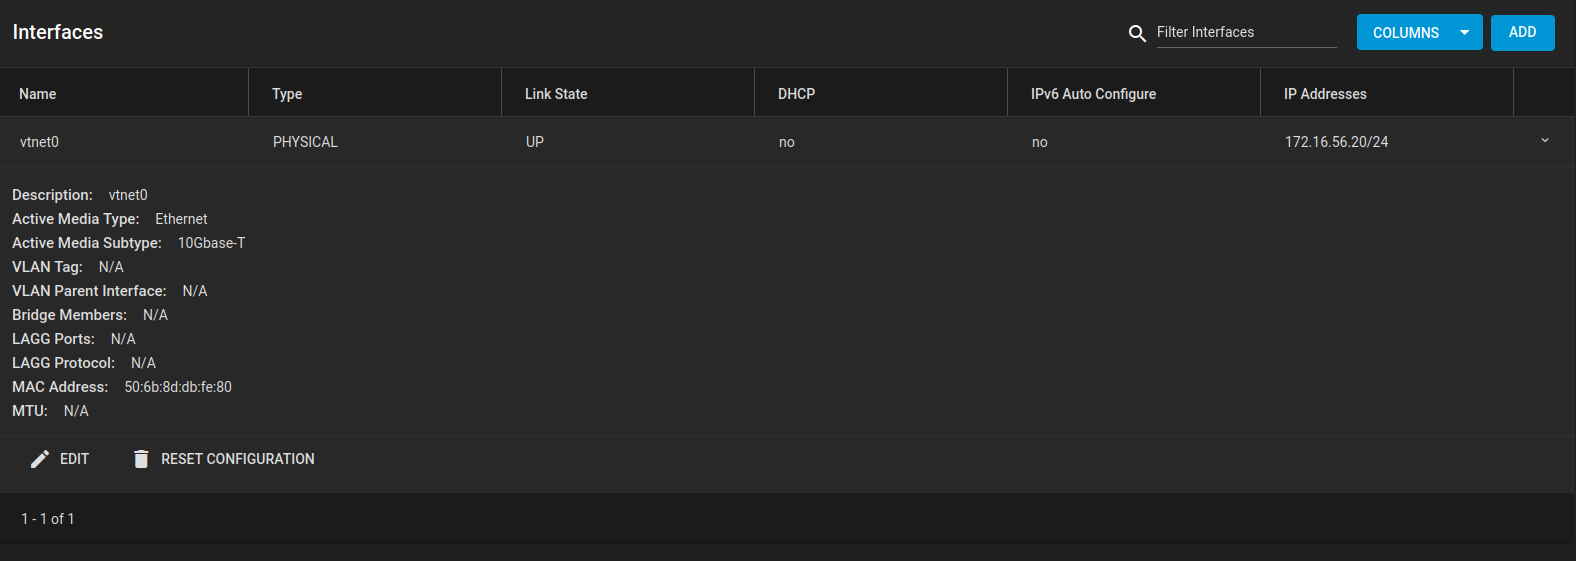 Interfaces
Filter Interfaces
COLUMNS
ADD
Name Type Link State DHCP IPv6 Auto Configure IP Addresses
vtnet0 PHYSICAL UP no no 172.16.56.20/24
Description: vtnet0
Active Media Type: Ethernet
Active Media Subtype: 10Gbase-T
VLAN Tag: N/A
VLAN Parent Interface: N/A
Bridge Members: N/A
LAGG Ports: N/A
LAGG Protocol: N/A
MAC Address: 50:6b:8d:db:fe:80
MTU: N/A
EDIT RESET CONFIGURATION
1 - 1 of 1